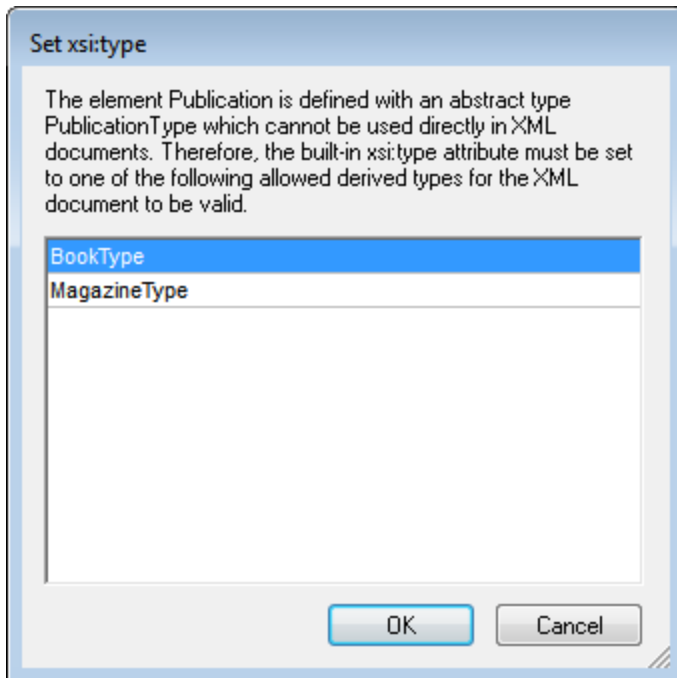 Set xsi:type
The element Publication is defined with an abstract type
PublicationType which cannot be used directly in XML
documents. Therefore, the built-in xsi:type attribute must be set
to one of the following allowed derived types for the XML
document to be valid.
BookType
MagazineType
OK
Cancel